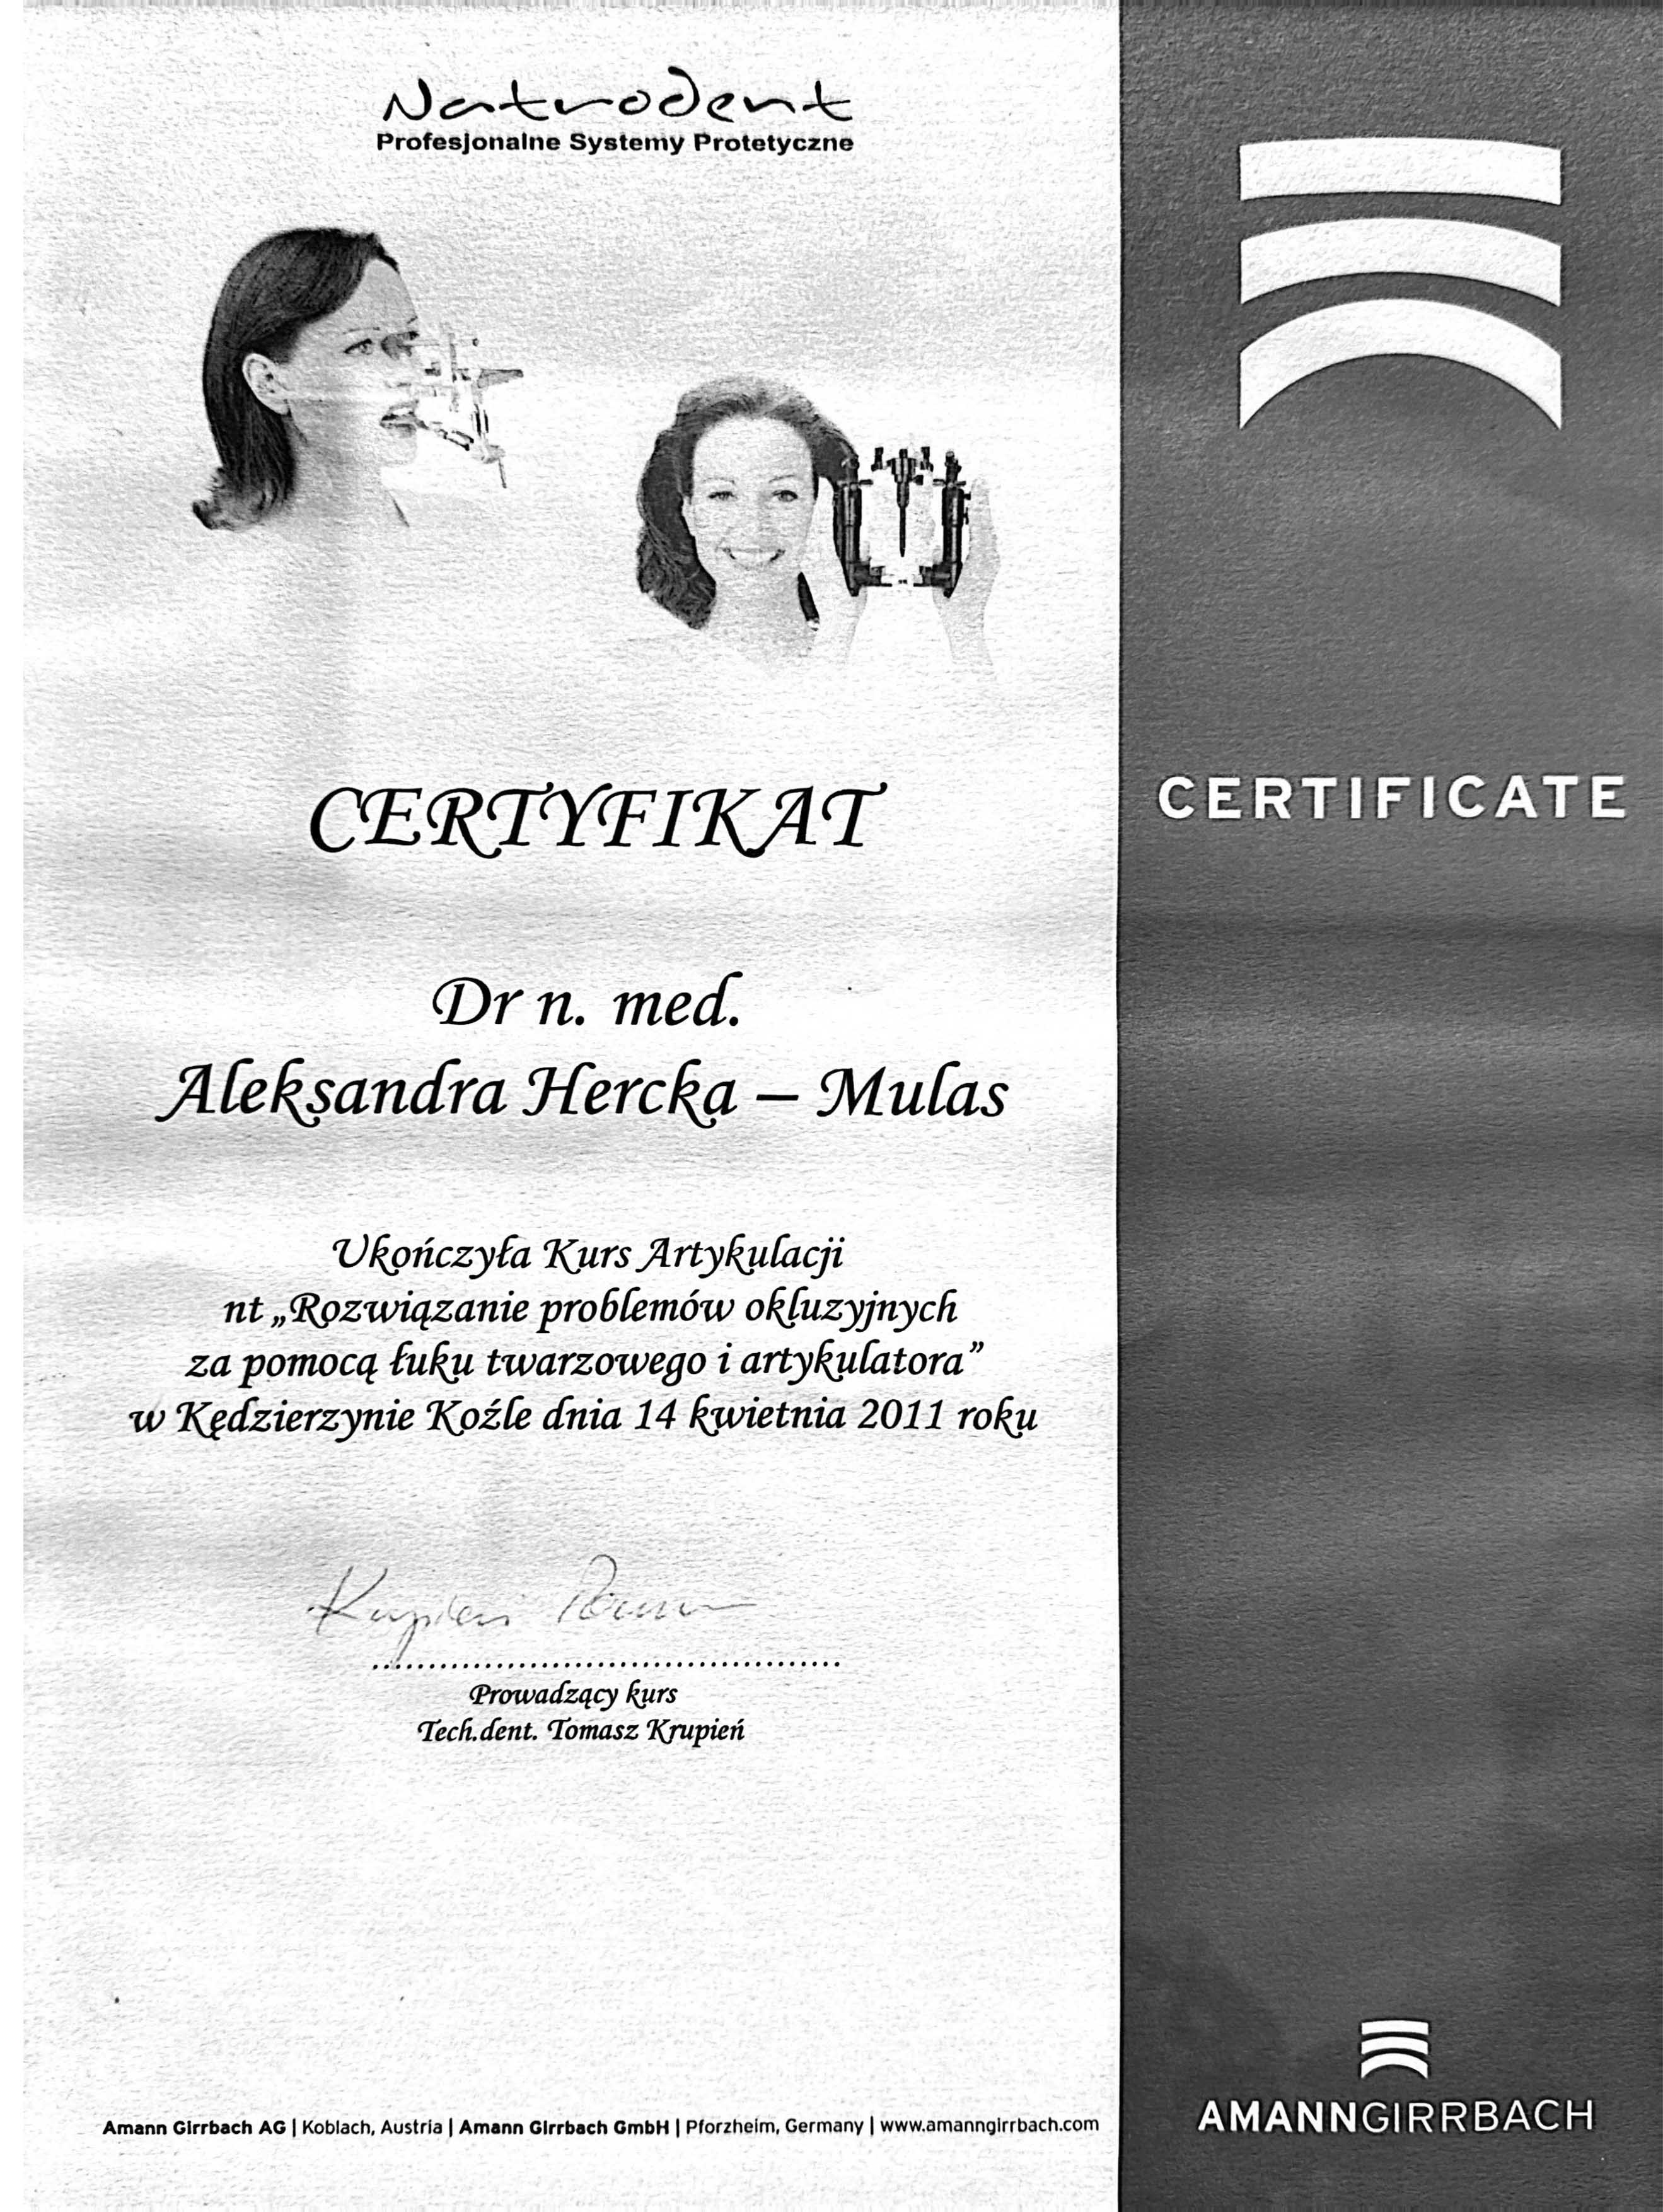 Natrodent
Profesjonalne Systemy Protetyczne
CERTYFIKAT
CERTIFICATE
Dr n. med.
Aleksandra Hercka – Mulas
Ukończyła Kurs Artykulacji
nt „Rozwiązanie problemów okluzyjnych
za pomocą łuku twarzowego i artykulatora”
w Kędzierzynie Koźle dnia 14 kwietnia 2011 roku
Prowadzący kurs
Tech.dent. Tomasz Krupień
Amann Girrbach AG | Koblach, Austria | Amann Girrbach GmbH | Pforzheim, Germany | www.amanngirrbach.com
AMANNGIRRBACH